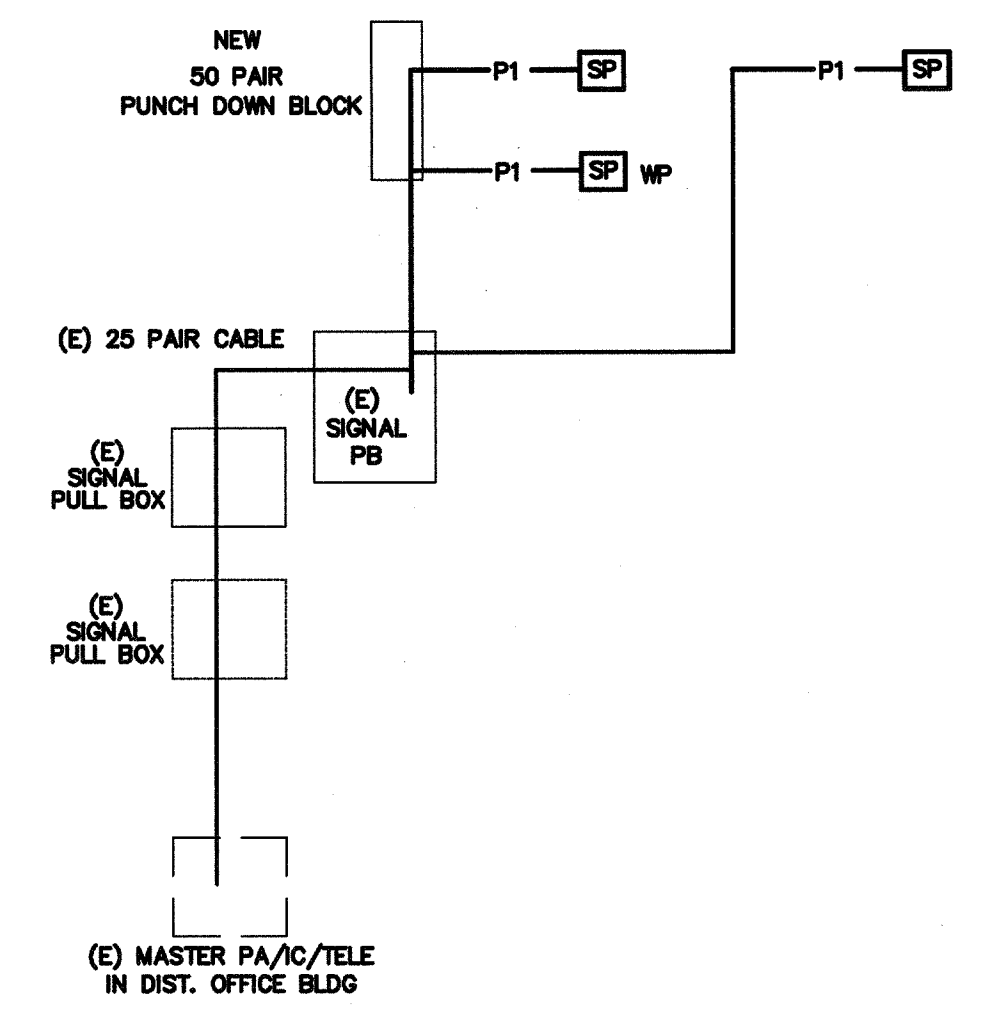 NEW
50 PAIR
PUNCH DOWN BLOCK
P1 SP
P1 SP
P1 SP WP
(E) 25 PAIR CABLE
(E)
SIGNAL
PB
(E)
SIGNAL
PULL BOX
(E)
SIGNAL
PULL BOX
(E) MASTER PA/IC/TELE
IN DIST. OFFICE BLDG